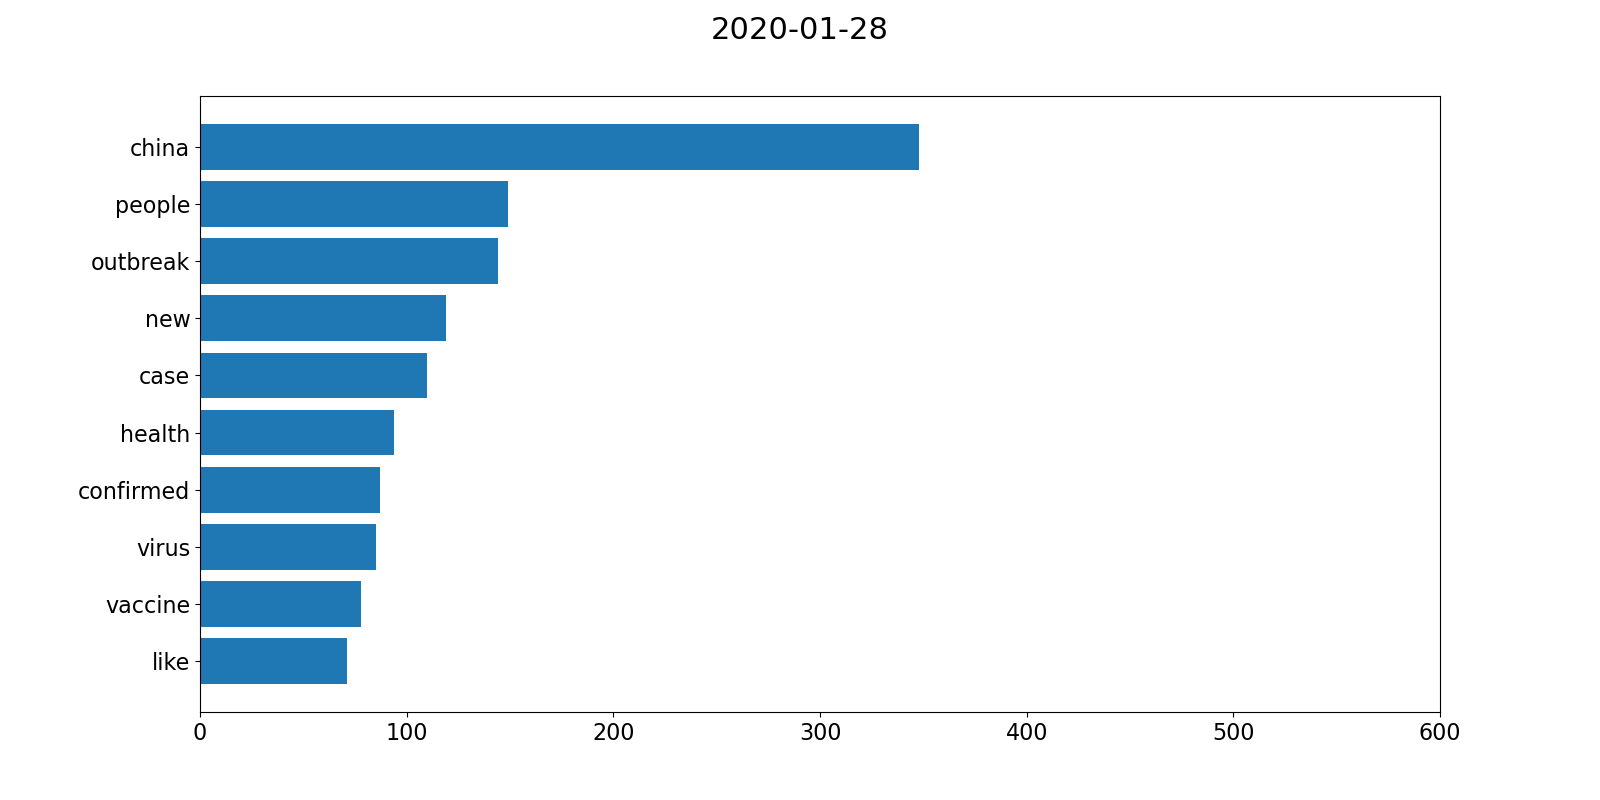 2020-01-28
china
people
outbreak
new
case
health
confirmed
virus
vaccine
like
0 100 200 300 400 500 600